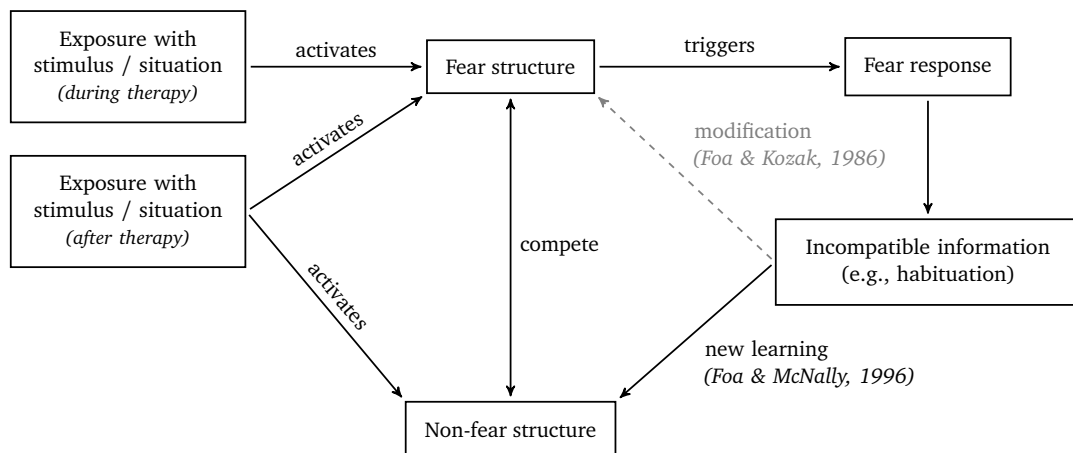 Exposure with
stimulus / situation
(during therapy)
activates
Fear structure
triggers
Fear response
Exposure with
stimulus / situation
(after therapy)
activates
activates
modification
(Foa & Kozak, 1986)
compete
Incompatible information
(e.g., habituation)
new learning
(Foa & McNally, 1996)
Non-fear structure